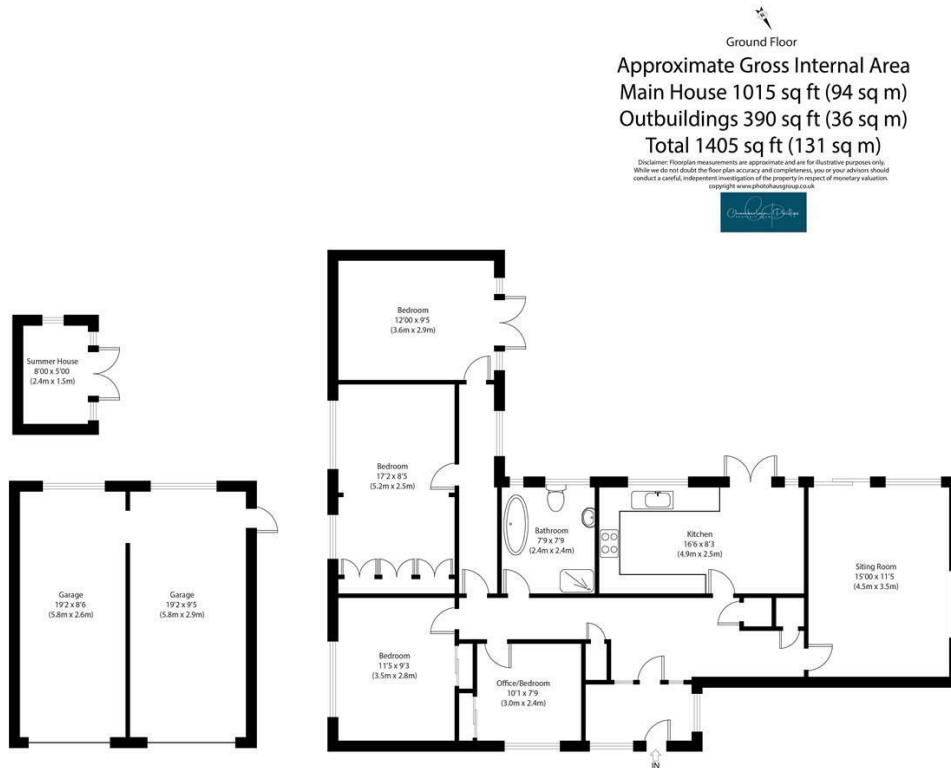 Ground Floor
Approximate Gross Internal Area
Main House 1015 sq ft (94 sq m)
Outbuildings 390 sq ft (36 sq m)
Total 1405 sq ft (131 sq m)
Disclaimer: Floorplan measurements are approximate and are for illustrative purposes only.
While we do not doubt the floor plan accuracy and completeness, you or your advisors should
conduct a careful, independent investigation of the property in respect of monetary valuation.
copyright www.photohausgroup.co.uk
Chamberlain Phillips
Bedroom
12'00 x 9'5
(3.6m x 2.9m)
Summer House
8'00 x 5'00
(2.4m x 1.5m)
Bedroom
17'2 x 8'5
(5.2m x 2.5m)
Bathroom
7'9 x 7'9
(2.4m x 2.4m)
Kitchen
16'6 x 8'3
(4.9m x 2.5m)
Siting Room
15'00 x 11'5
(4.5m x 3.5m)
Garage
19'2 x 8'6
(5.8m x 2.6m)
Garage
19'2 x 9'5
(5.8m x 2.9m)
Bedroom
11'5 x 9'3
(3.5m x 2.8m)
Office/Bedroom
10'1 x 7'9
(3.0m x 2.4m)
IN